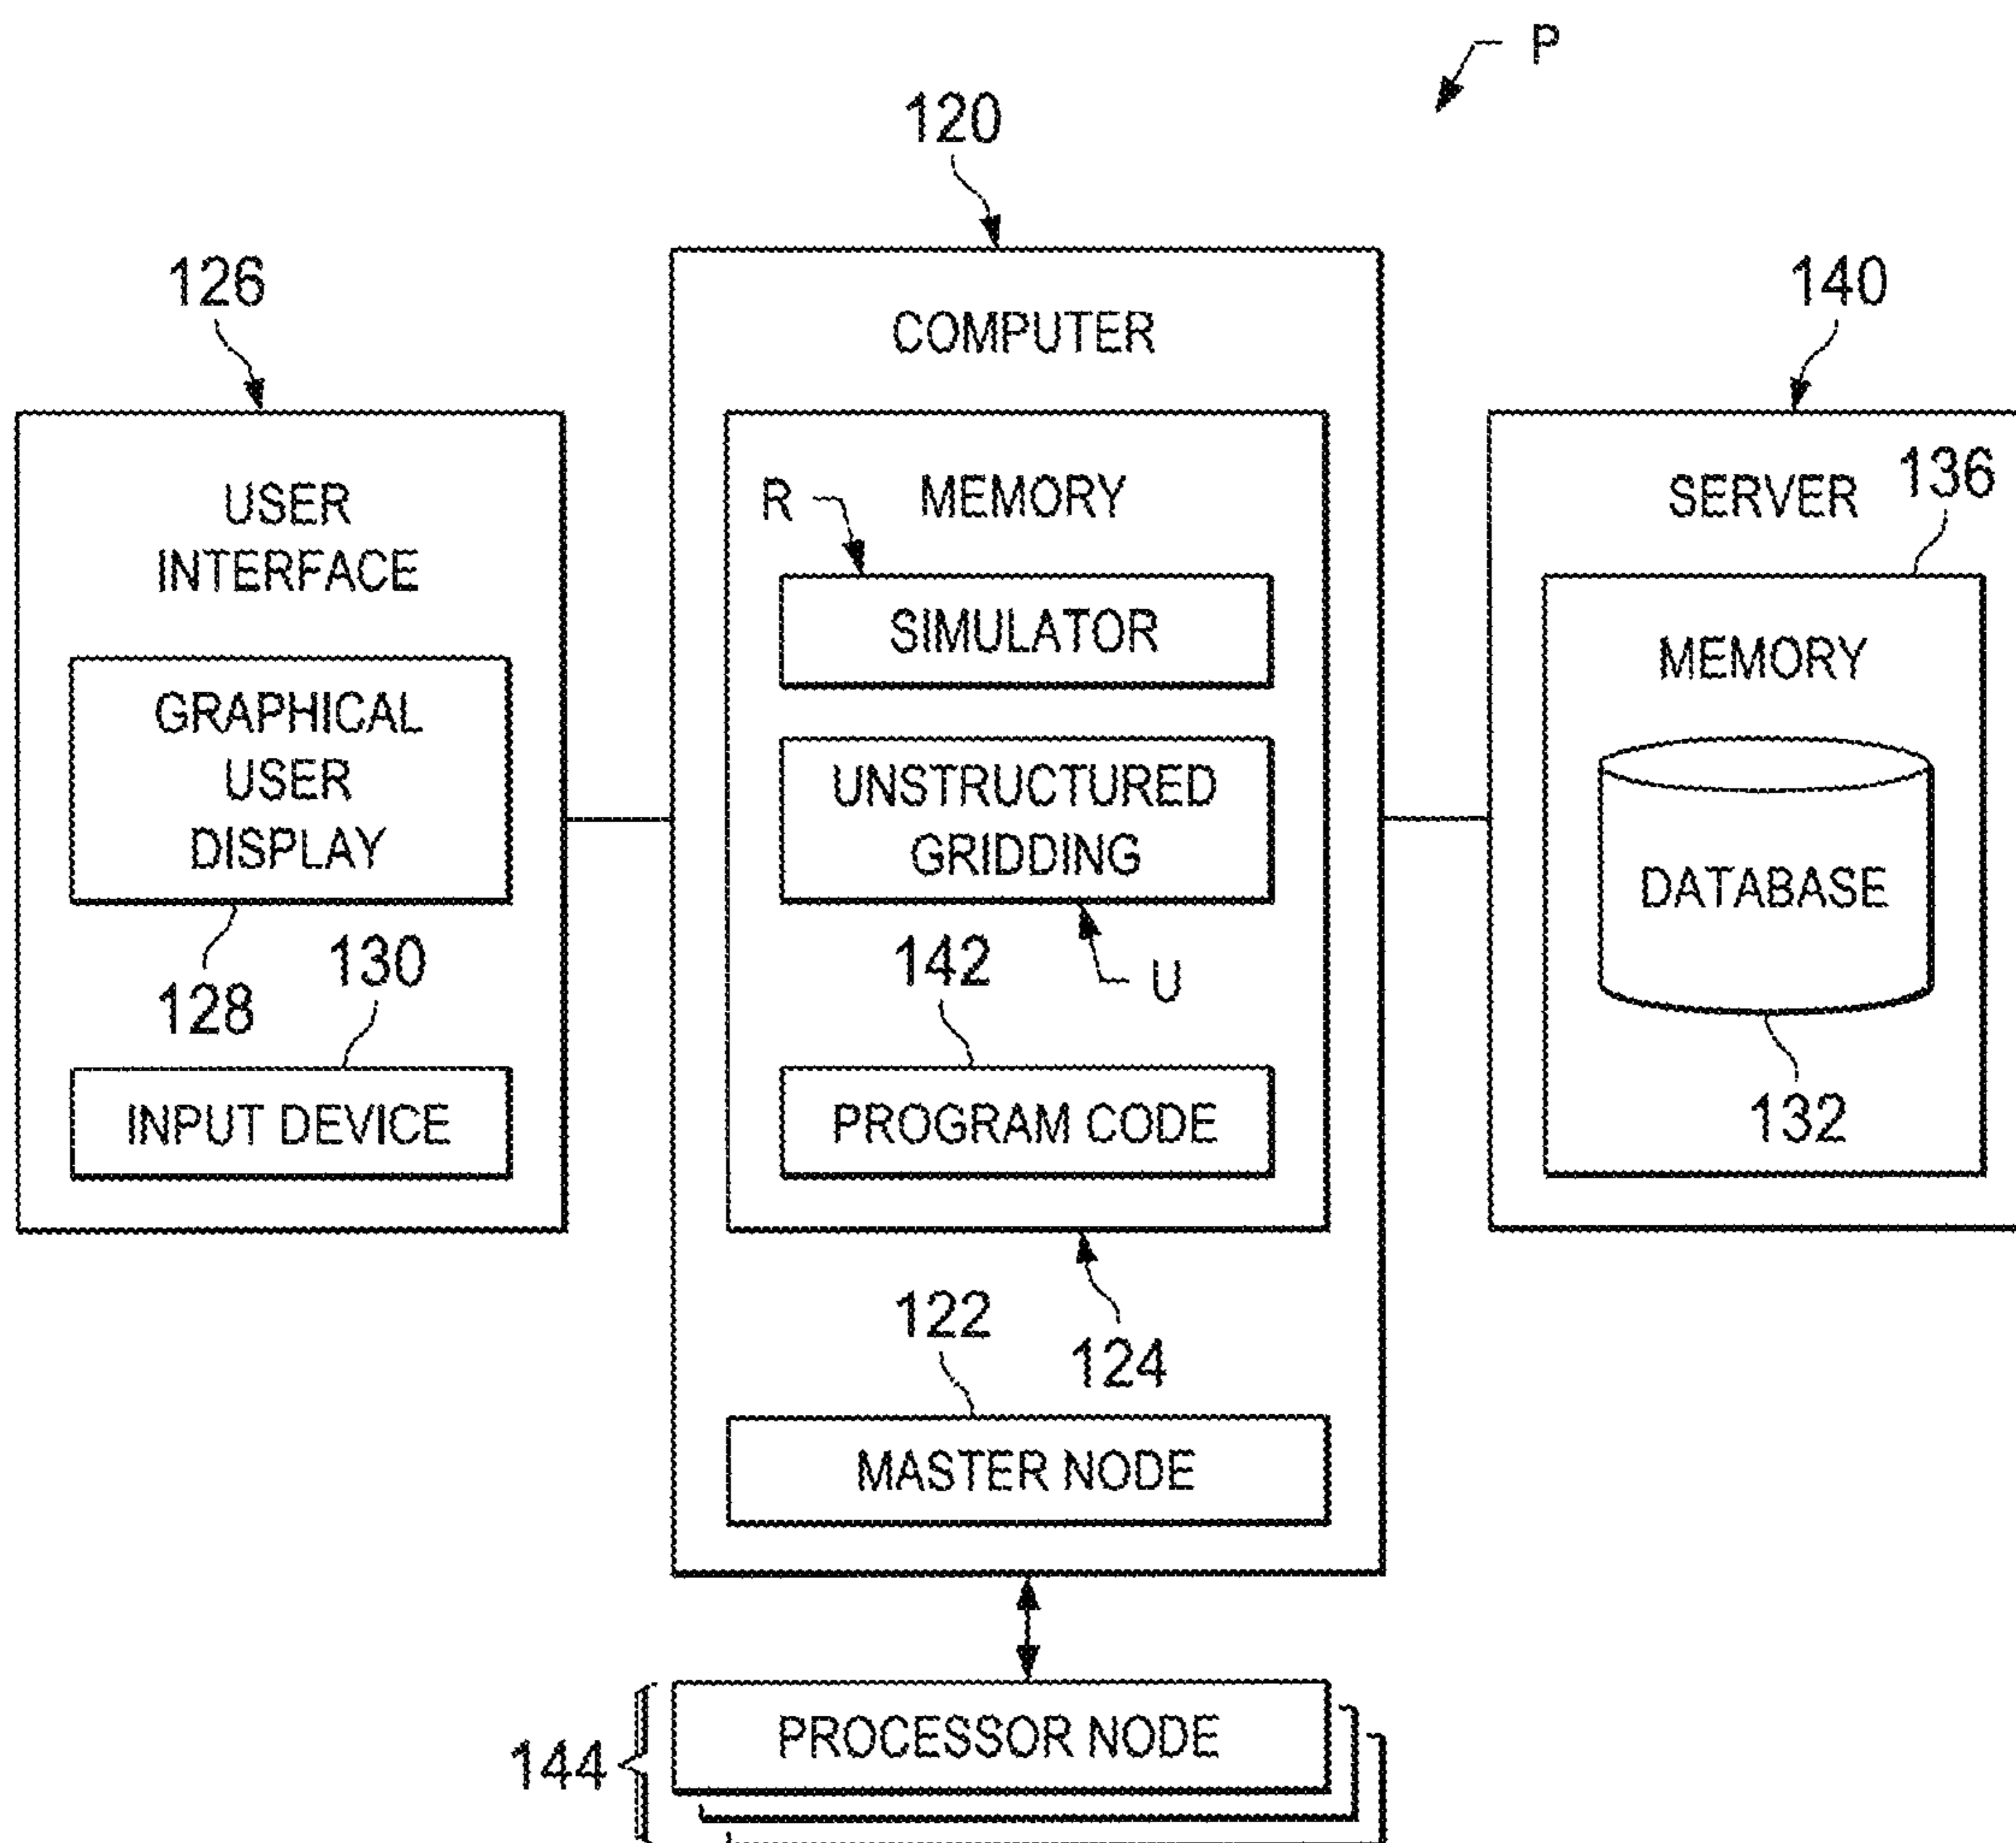 P
120
126
140
COMPUTER
USER
INTERFACE
R
MEMORY
SERVER
136
SIMULATOR
MEMORY
GRAPHICAL
USER
DISPLAY
UNSTRUCTURED
GRIDDING
DATABASE
128
130
142
U
132
INPUT DEVICE
PROGRAM CODE
122
124
MASTER NODE
144
PROCESSOR NODE